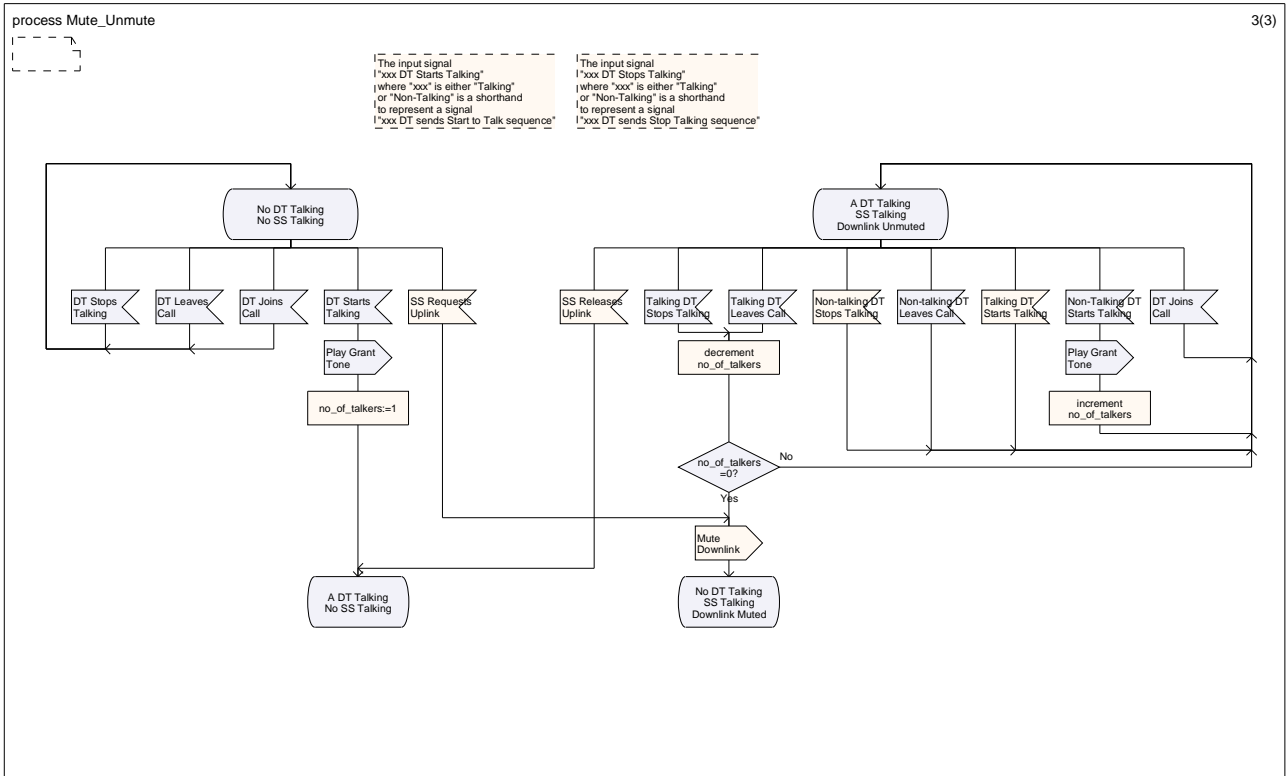 process Mute_Unmute
3(3)
The input signal
"xxx DT Starts Talking"
where "xxx" is either "Talking"
or "Non-Talking" is a shorthand
to represent a signal
"xxx DT sends Start to Talk sequence"
The input signal
"xxx DT Stops Talking"
where "xxx" is either "Talking"
or "Non-Talking" is a shorthand
to represent a signal
"xxx DT sends Stop Talking sequence"
No DT Talking
No SS Talking
A DT Talking
SS Talking
Downlink Unmuted
DT Stops
Talking
DT Leaves
Call
DT Joins
Call
DT Starts
Talking
SS Requests
Uplink
SS Releases
Uplink
Talking DT
Stops Talking
Talking DT
Leaves Call
Non-talking DT
Stops Talking
Non-talking DT
Leaves Call
Talking DT
Starts Talking
Non-Talking DT
Starts Talking
DT Joins
Call
Play Grant
Tone
decrement
no_of_talkers
Play Grant
Tone
no_of_talkers:=1
increment
no_of_talkers
no_of_talkers
=0?
No
Yes
Mute
Downlink
A DT Talking
No SS Talking
No DT Talking
SS Talking
Downlink Muted